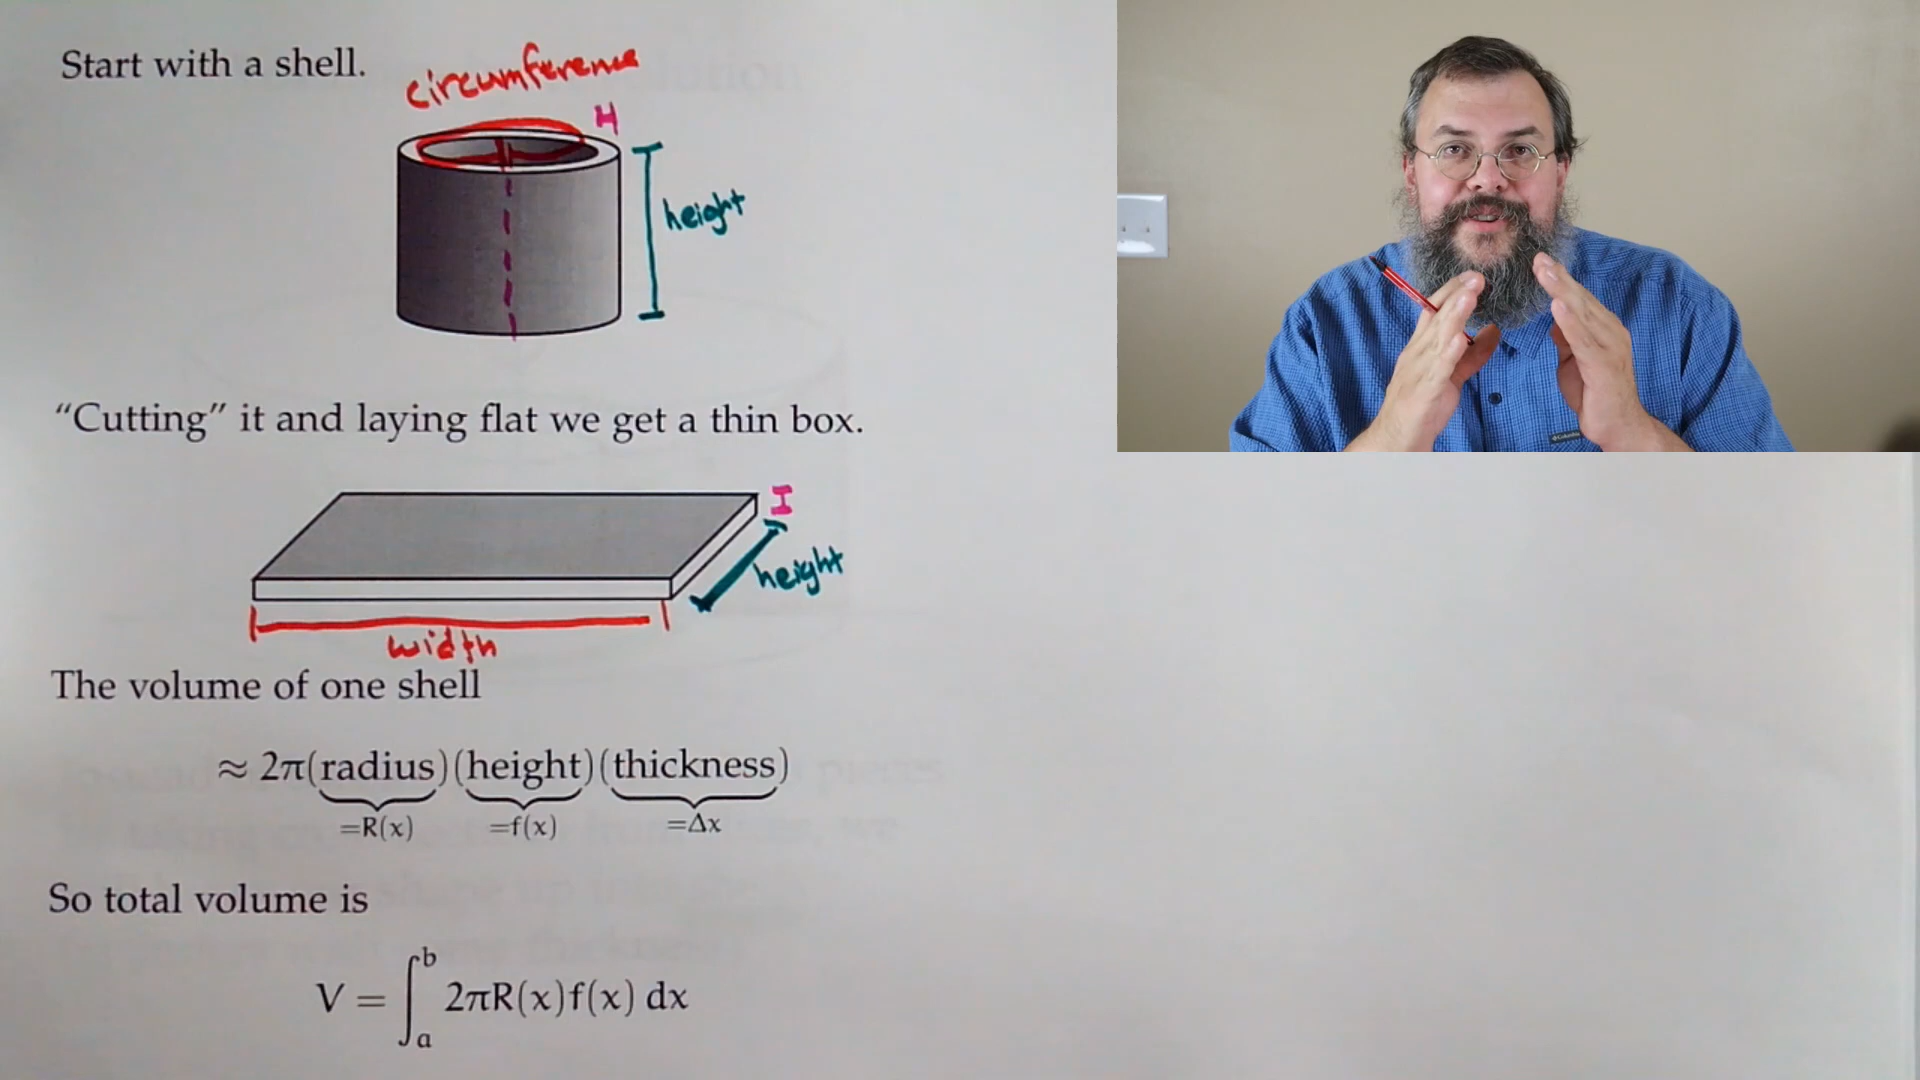 Start with a shell.
circumference
height
"Cutting" it and laying flat we get a thin box.
height
width
The volume of one shell
≈ 2π(radius)(height)(thickness)
=R(x) =f(x) =Δx
So total volume is
V = ∫_a^b 2πR(x)f(x) dx